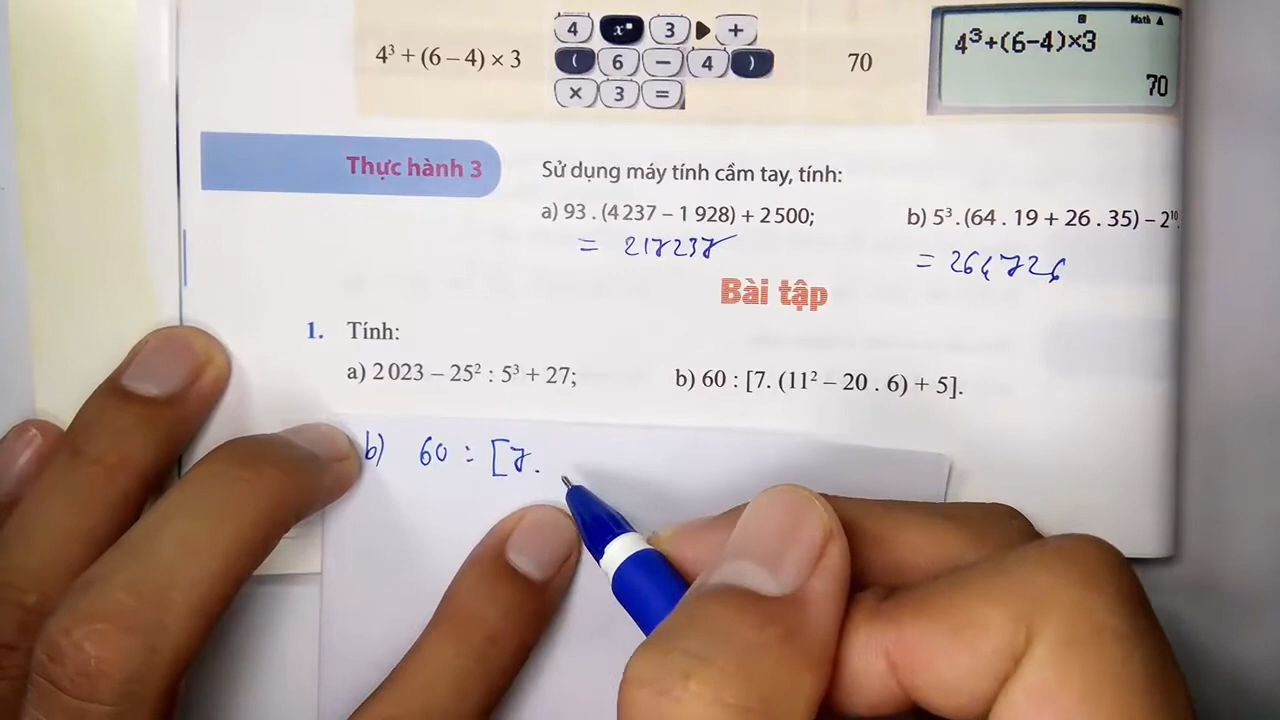 4 xⁿ 3 ▶ +
4³ + (6 – 4) × 3
( 6 – 4 )
70
× 3 =
Math ▲
4³+(6-4)×3
70
Thực hành 3
Sử dụng máy tính cầm tay, tính:
a) 93 . (4 237 – 1 928) + 2 500;
b) 5³ . (64 . 19 + 26 . 35) – 2¹⁰.
= 217237
= 264726
Bài tập
1. Tính:
a) 2 023 – 25² : 5³ + 27;
b) 60 : [7. (11² – 20 . 6) + 5].
b) 60 : [7.